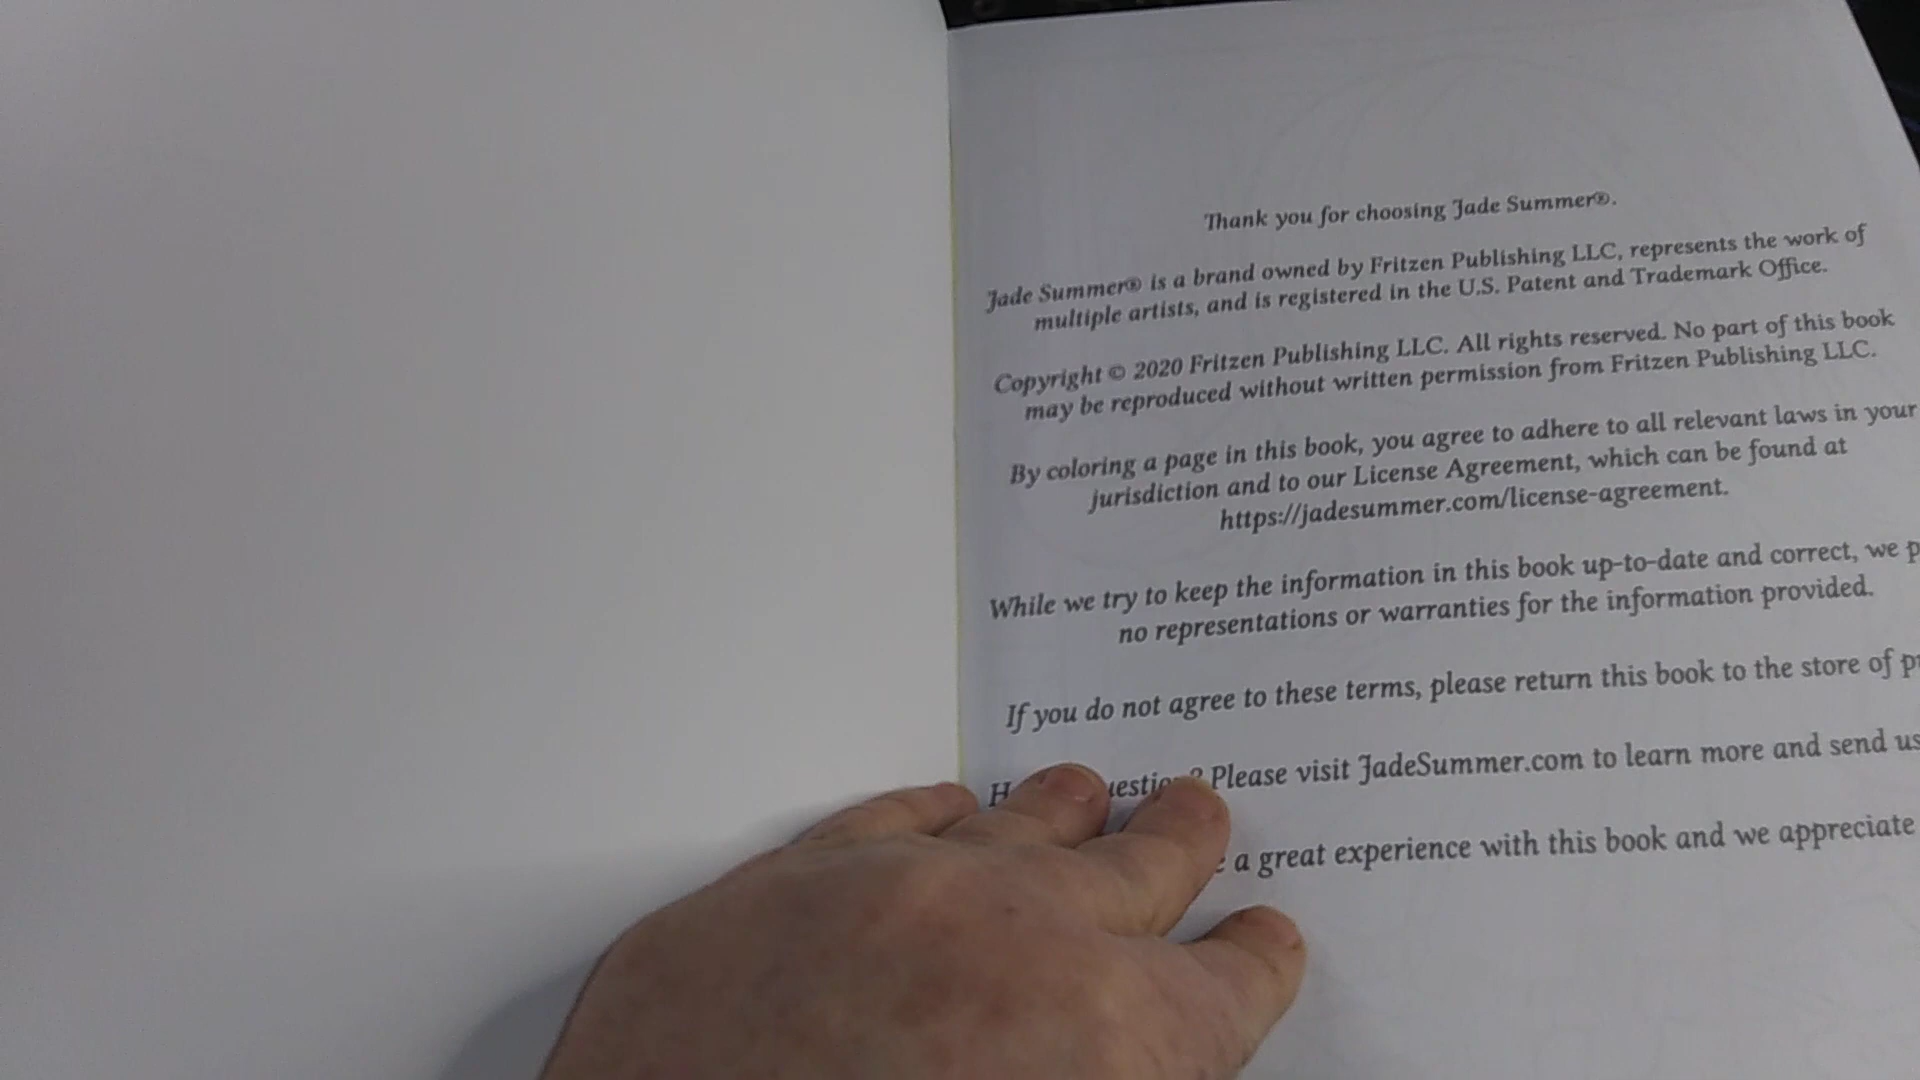 Thank you for choosing Jade Summer®.
Jade Summer® is a brand owned by Fritzen Publishing LLC, represents the work of
multiple artists, and is registered in the U.S. Patent and Trademark Office.
Copyright © 2020 Fritzen Publishing LLC. All rights reserved. No part of this book
may be reproduced without written permission from Fritzen Publishing LLC.
By coloring a page in this book, you agree to adhere to all relevant laws in your
jurisdiction and to our License Agreement, which can be found at
https://jadesummer.com/license-agreement.
While we try to keep the information in this book up-to-date and correct, we
no representations or warranties for the information provided.
If you do not agree to these terms, please return this book to the store of
Please visit JadeSummer.com to learn more and send us
a great experience with this book and we appreciate